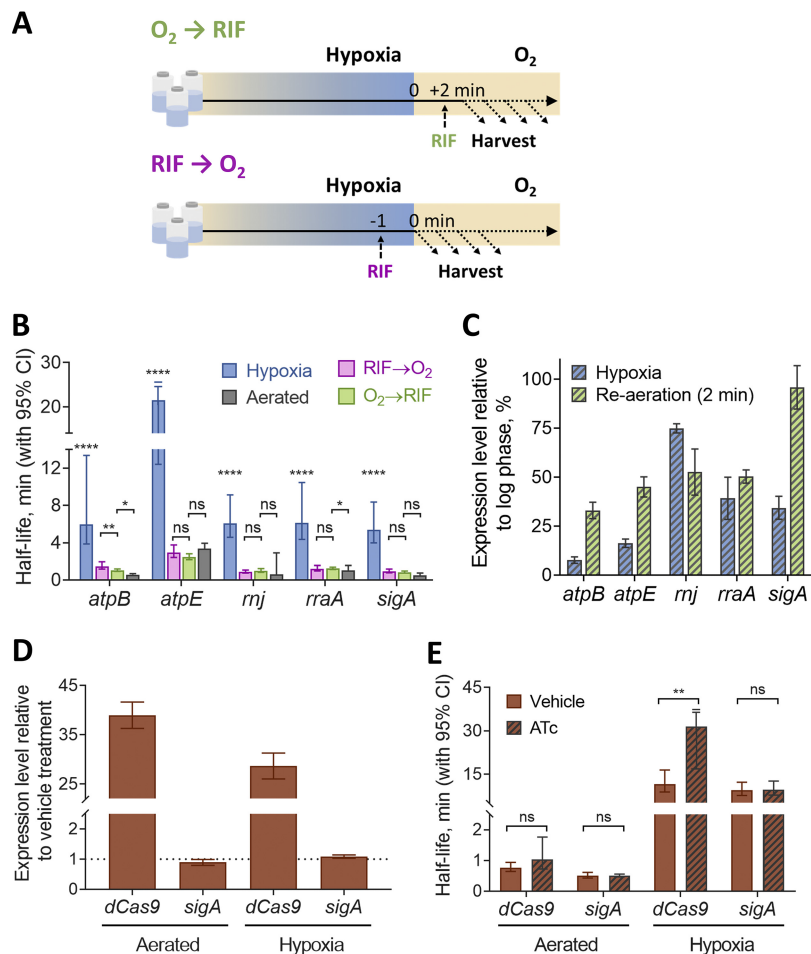 A
O₂ → RIF
Hypoxia
O₂
0 +2 min
RIF
Harvest
RIF → O₂
Hypoxia
O₂
-1 0 min
RIF
Harvest
B
Half-life, min (with 95% CI)
30
20
12
8
4
0
Hypoxia
Aerated
RIF→O₂
O₂→RIF
****
****
****
****
****
**
*
ns
ns
ns
ns
ns
*
ns
ns
atpB atpE rnj rraA sigA
C
Expression level relative
to log phase, %
100
75
50
25
0
Hypoxia
Re-aeration (2 min)
atpB atpE rnj rraA sigA
D
Expression level relative
to vehicle treatment
45
35
25
2
1
0
dCas9 sigA dCas9 sigA
Aerated Hypoxia
E
Half-life, min (with 95% CI)
45
30
15
2
1
0
Vehicle
ATc
ns
ns
**
ns
dCas9 sigA dCas9 sigA
Aerated Hypoxia